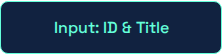 Input: ID & Title